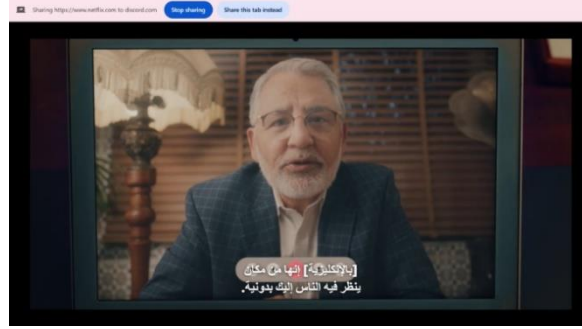 Sharing https://www.netflix.com to discord.com
Stop sharing
Share this tab instead
[بالإنكليزية] إنها من مكان
ينظر فيه الناس إليك بدونية.